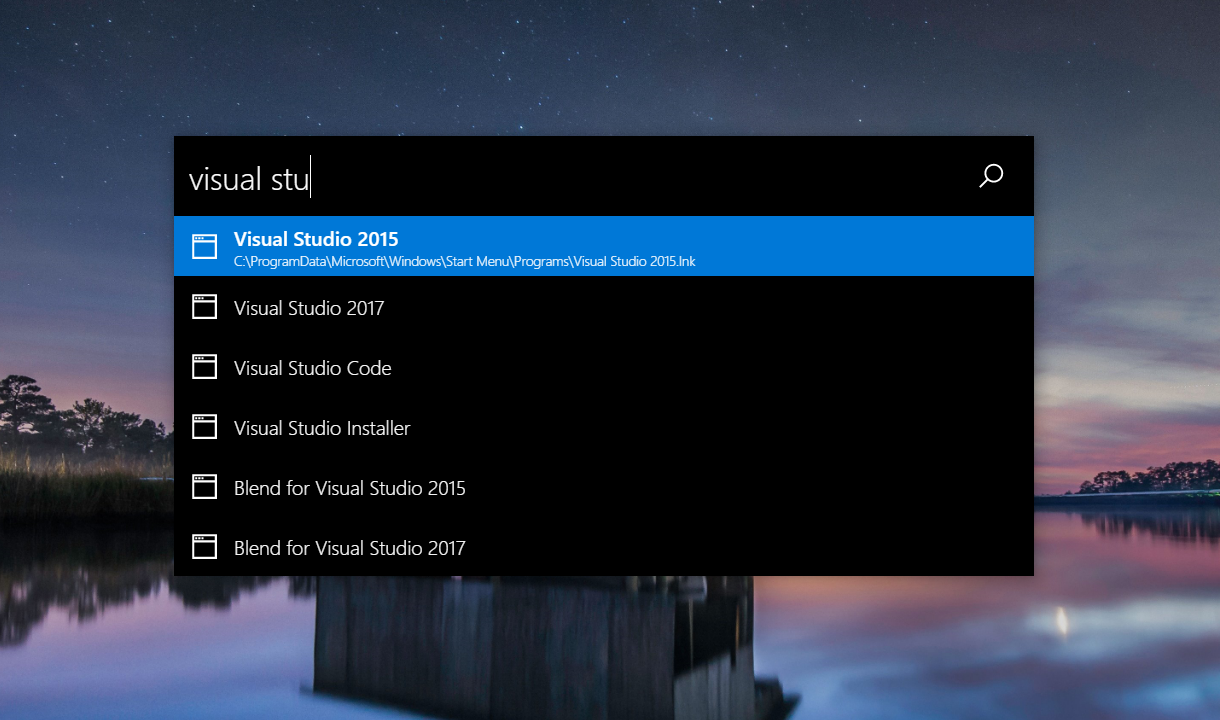 visual stu
Visual Studio 2015
C:\ProgramData\Microsoft\Windows\Start Menu\Programs\Visual Studio 2015.lnk
Visual Studio 2017
Visual Studio Code
Visual Studio Installer
Blend for Visual Studio 2015
Blend for Visual Studio 2017